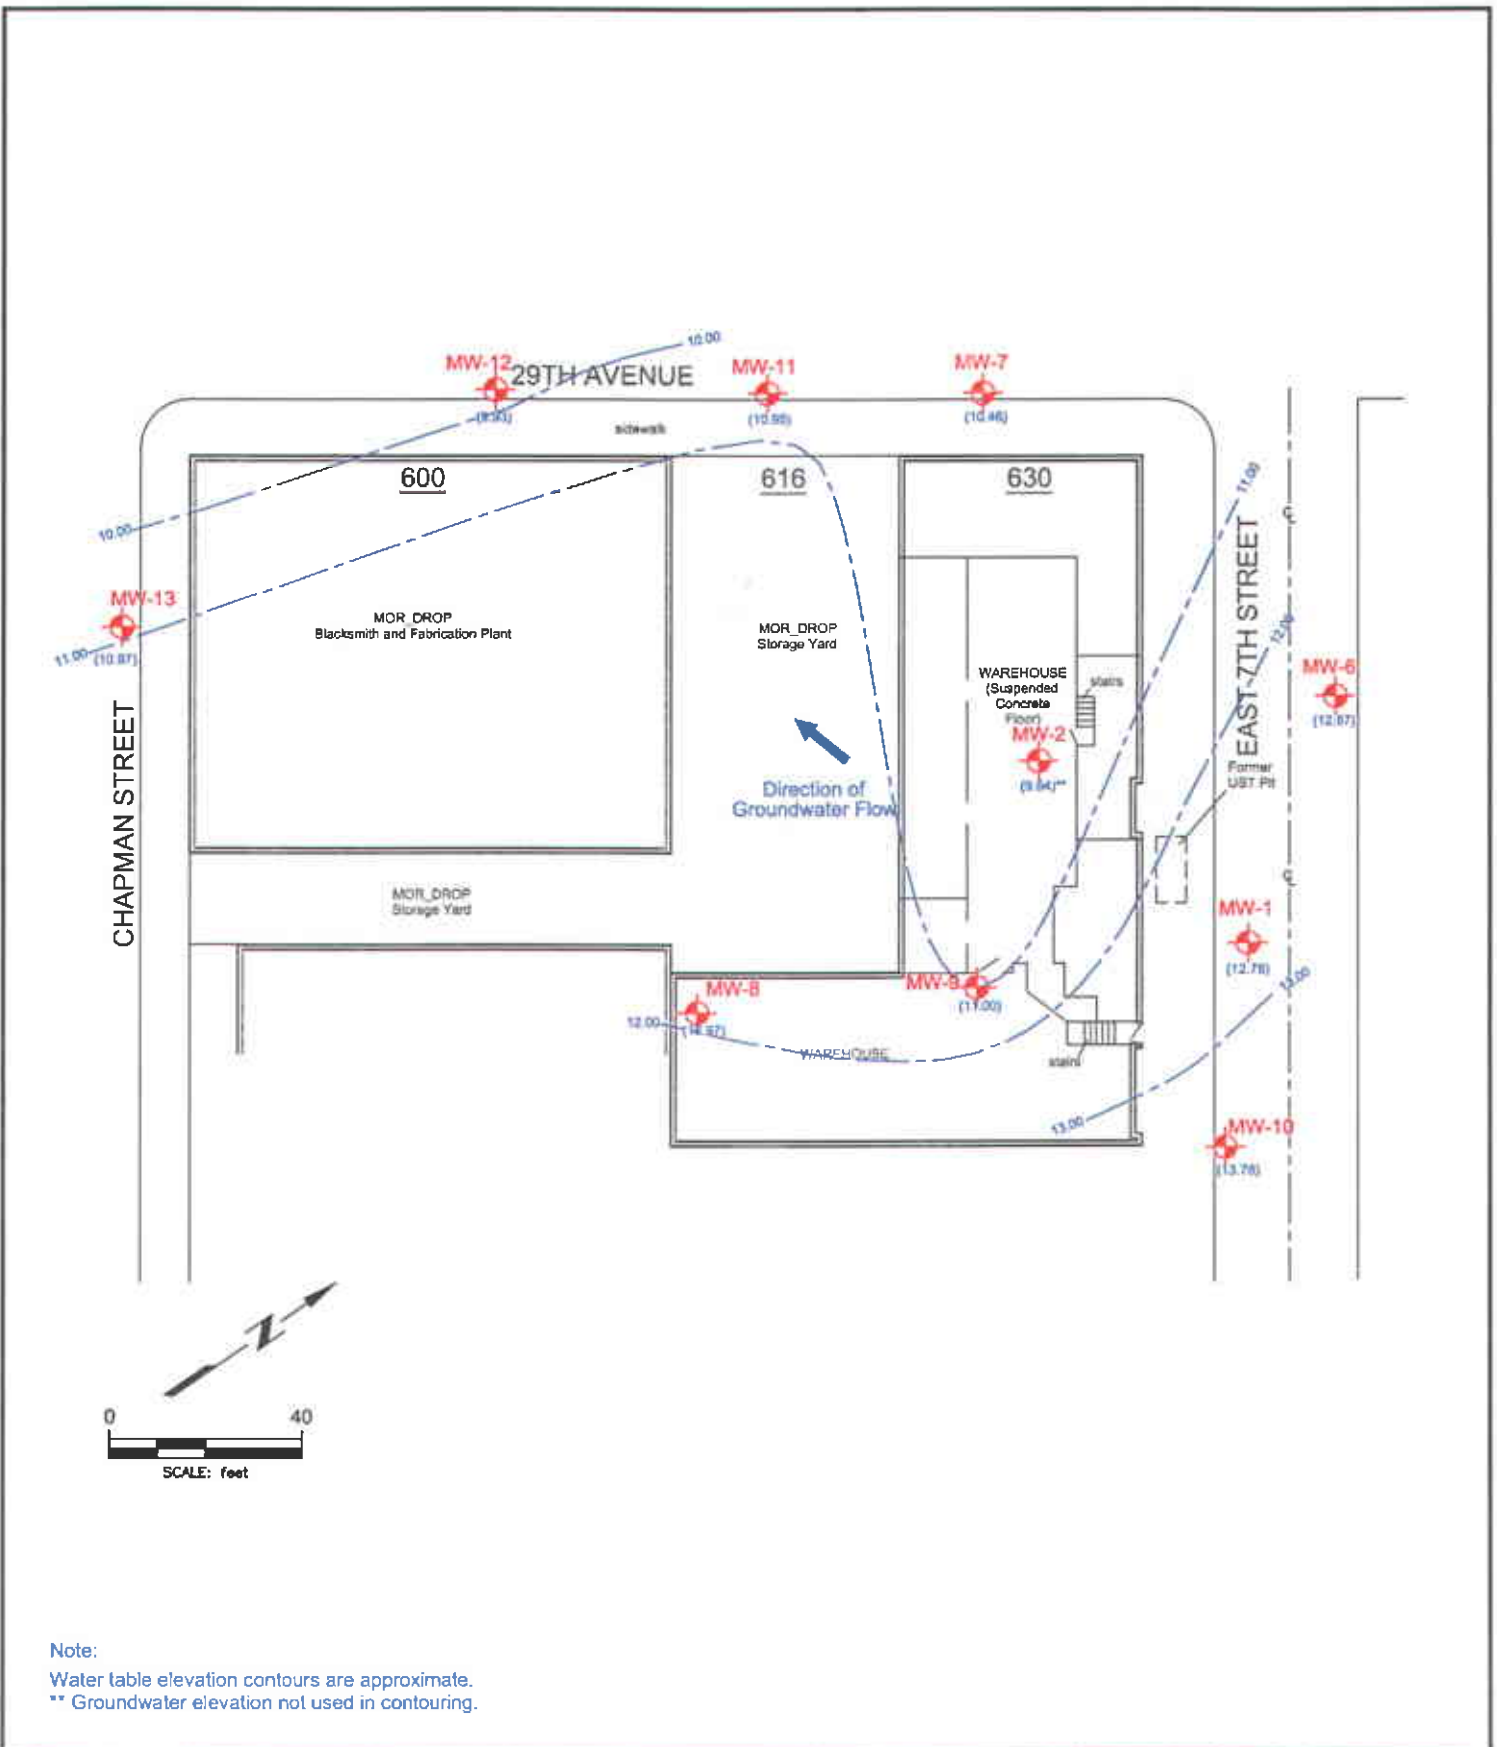 10.00
MW-12
29TH AVENUE
MW-11
MW-7
(10.46)
sidewalk
600
616
630
11.00
10.00
MW-13
11.00
(10.87)
MOR_DROP
Blacksmith and Fabrication Plant
MOR_DROP
Storage Yard
WAREHOUSE
(Suspended
Concrete
Floor)
stairs
12.00
EAST 7TH STREET
MW-6
MW-2
Former
UST Pit
CHAPMAN STREET
Direction of
Groundwater Flow
MOR_DROP
Storage Yard
MW-1
(12.78)
13.00
MW-8
MW-9
(11.00)
12.00
WAREHOUSE
stairs
13.00
MW-10
(13.78)
N
0 40
SCALE: feet
Note:
Water table elevation contours are approximate.
** Groundwater elevation not used in contouring.